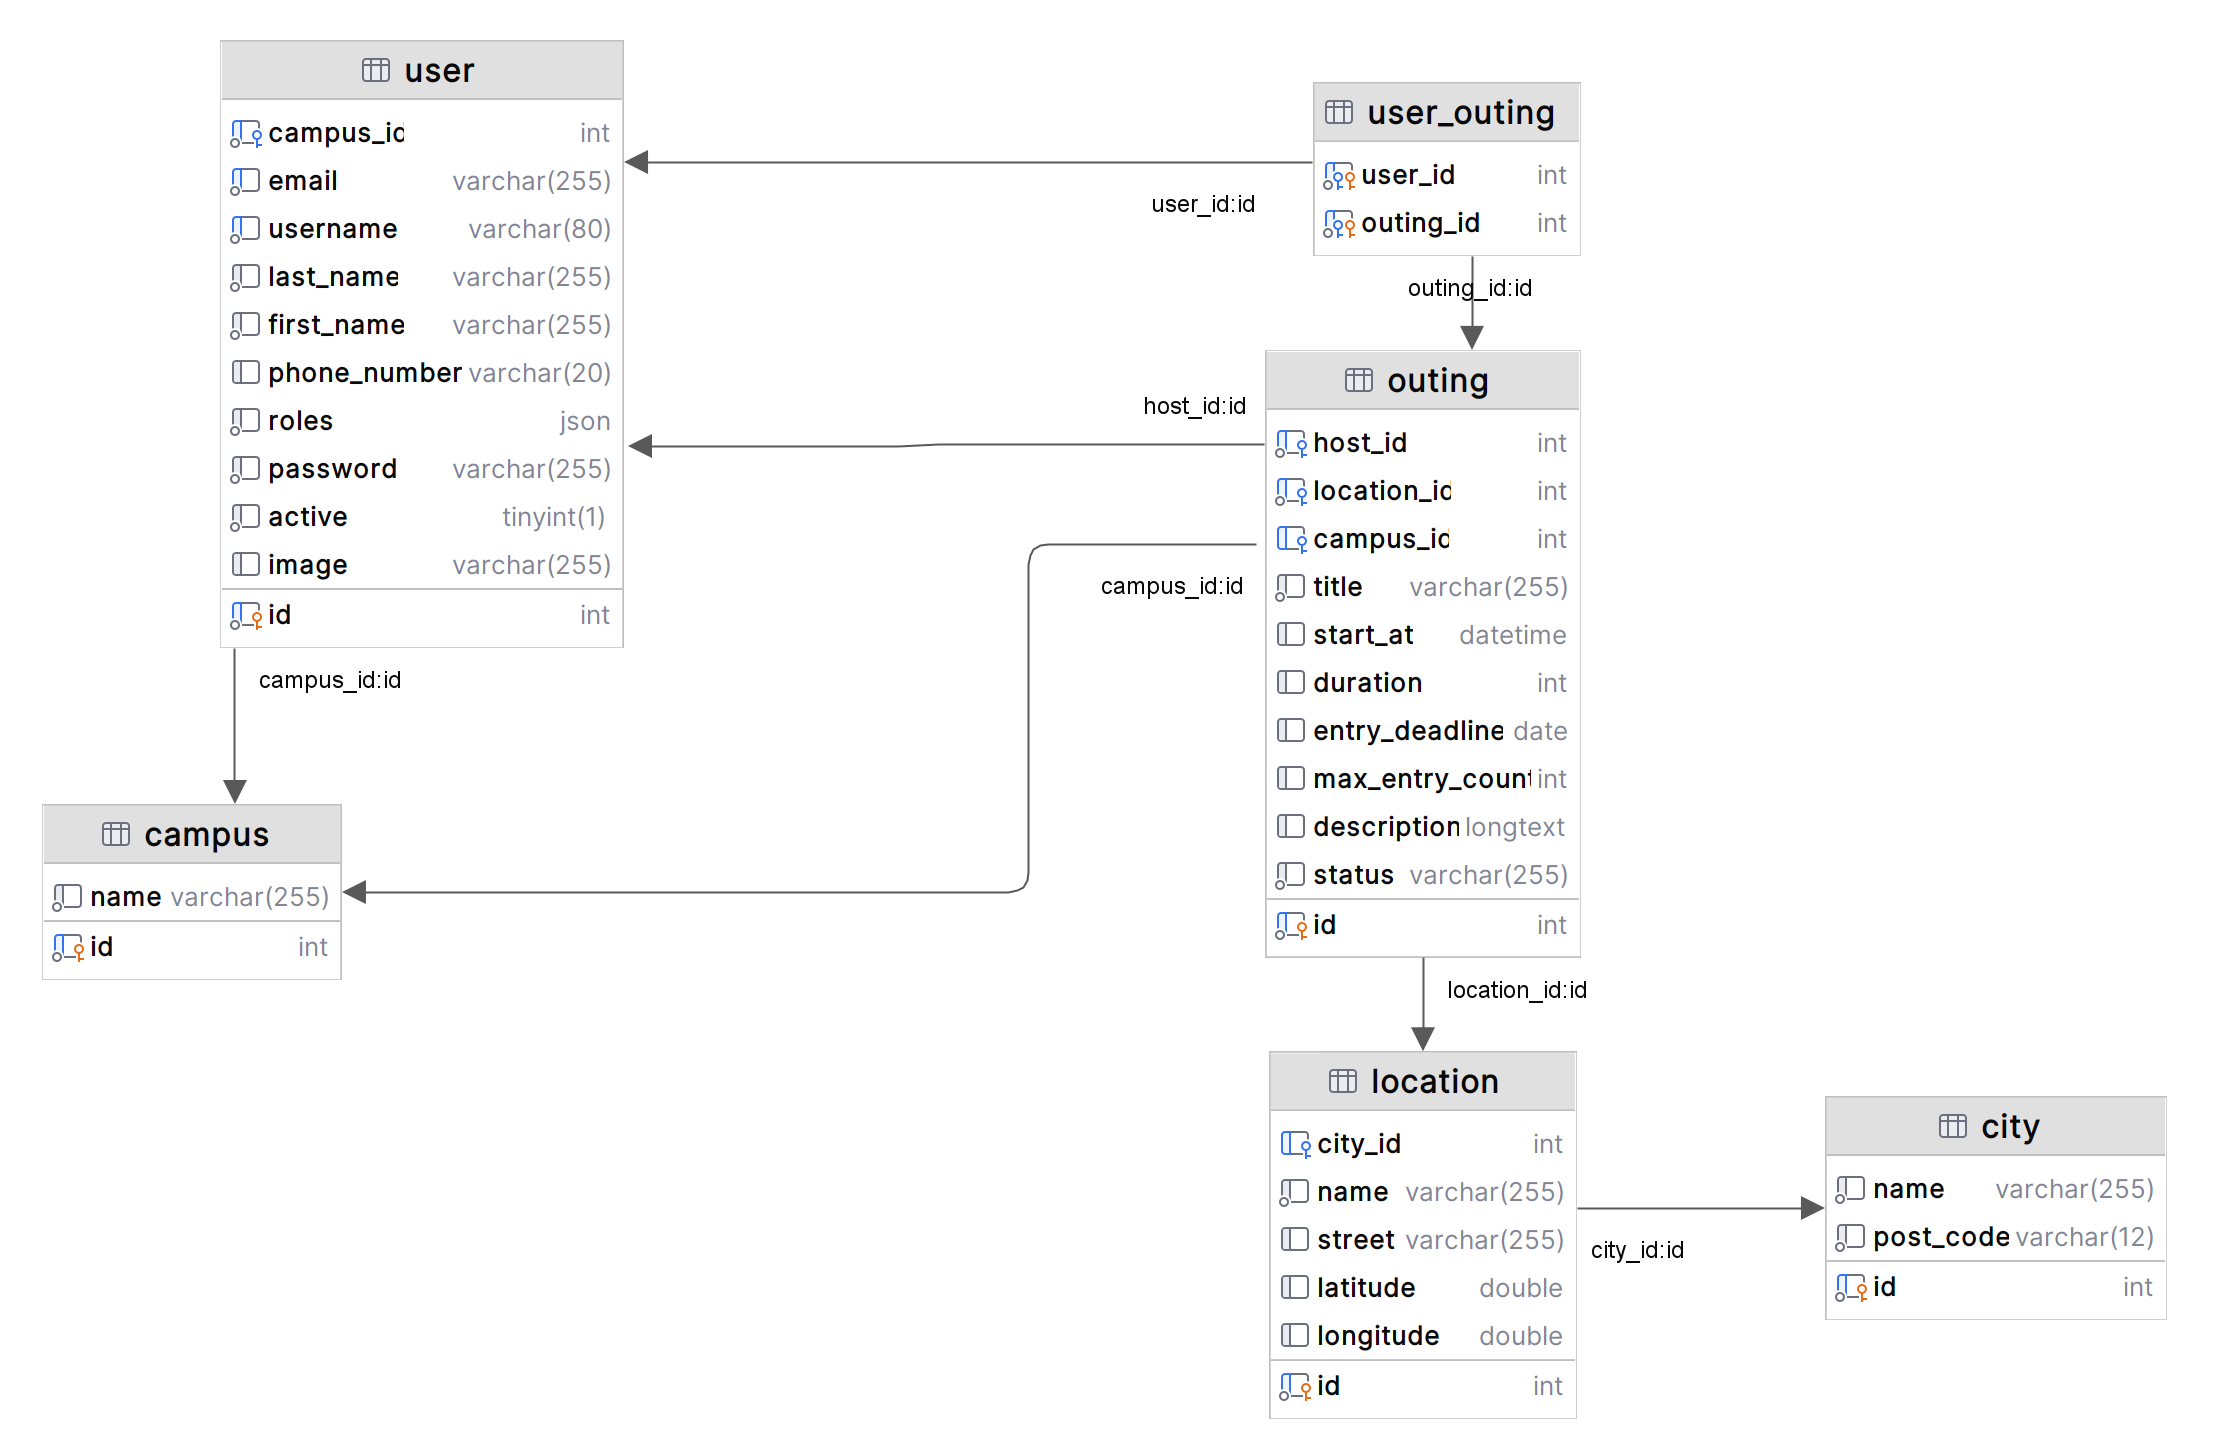 user
campus_id int
email varchar(255)
username varchar(80)
last_name varchar(255)
first_name varchar(255)
phone_number varchar(20)
roles json
password varchar(255)
active tinyint(1)
image varchar(255)
id int
user_outing
user_id int
outing_id int
user_id:id
outing_id:id
host_id:id
outing
host_id int
location_id int
campus_id int
title varchar(255)
start_at datetime
duration int
entry_deadline date
max_entry_count int
description longtext
status varchar(255)
id int
campus_id:id
campus_id:id
campus
name varchar(255)
id int
location_id:id
location
city_id int
name varchar(255)
street varchar(255)
latitude double
longitude double
id int
city_id:id
city
name varchar(255)
post_code varchar(12)
id int